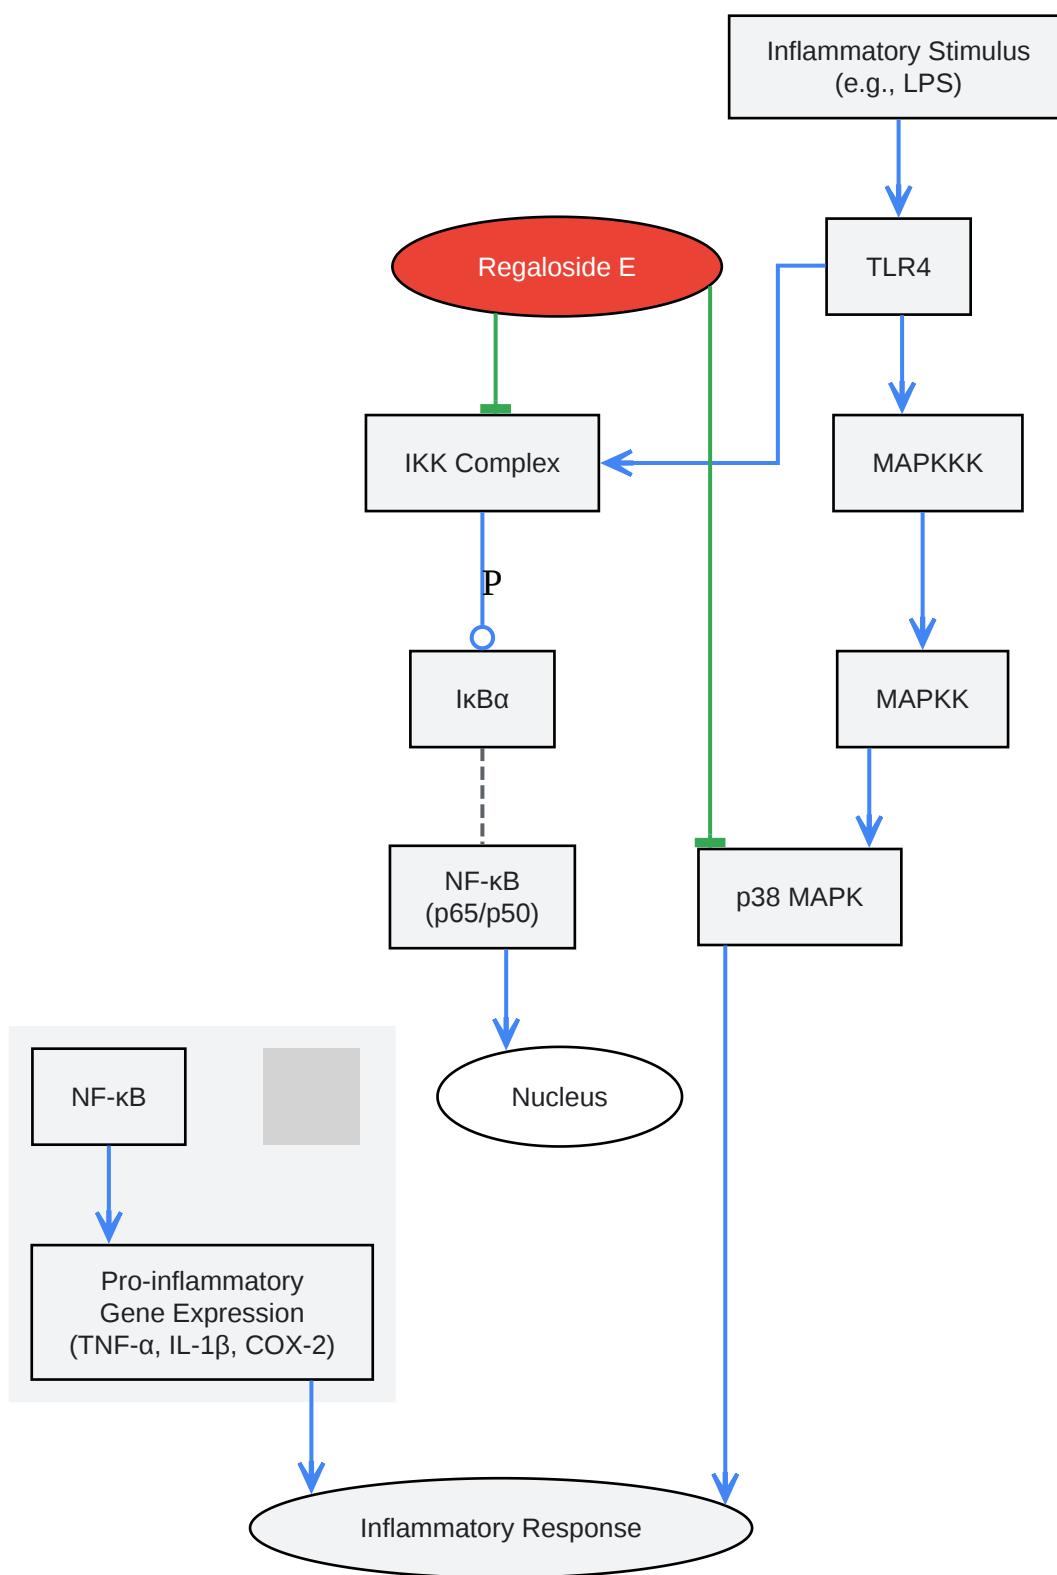 Inflammatory Stimulus
(e.g., LPS)
Regaloside E
TLR4
IKK Complex
MAPKKK
P
IκBα
MAPKK
NF-κB
(p65/p50)
p38 MAPK
NF-κB
Nucleus
Pro-inflammatory
Gene Expression
(TNF-α, IL-1β, COX-2)
Inflammatory Response